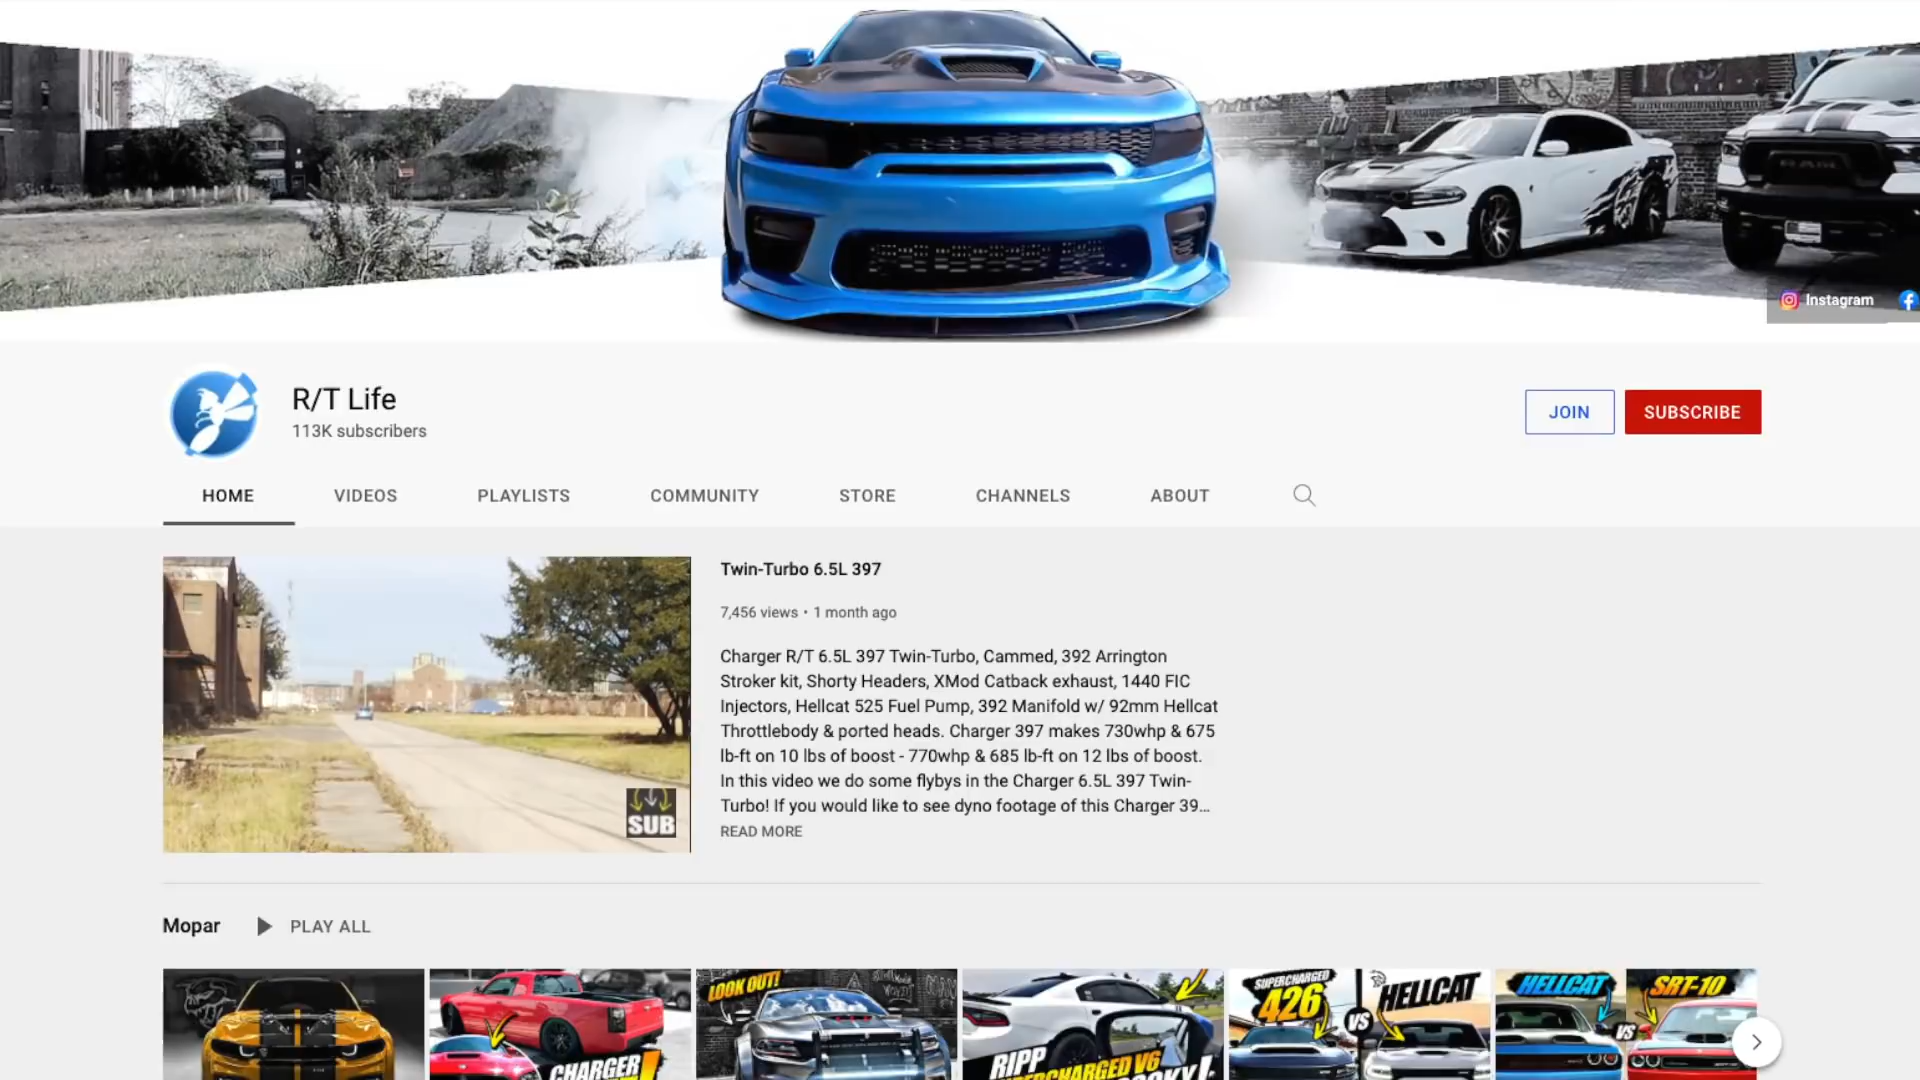 RAM
Instagram
R/T Life
113K subscribers
JOIN
SUBSCRIBE
HOME
VIDEOS
PLAYLISTS
COMMUNITY
STORE
CHANNELS
ABOUT
Twin-Turbo 6.5L 397
7,456 views • 1 month ago
Charger R/T 6.5L 397 Twin-Turbo, Cammed, 392 Arrington
Stroker kit, Shorty Headers, XMod Catback exhaust, 1440 FIC
Injectors, Hellcat 525 Fuel Pump, 392 Manifold w/ 92mm Hellcat
Throttlebody & ported heads. Charger 397 makes 730whp & 675
lb-ft on 10 lbs of boost - 770whp & 685 lb-ft on 12 lbs of boost.
In this video we do some flybys in the Charger 6.5L 397 Twin-
Turbo! If you would like to see dyno footage of this Charger 39...
READ MORE
SUB
Mopar
PLAY ALL
CHARGER
LOOK OUT!
RIPP
SUPERCHARGED V6
SUPERCHARGED
426
VS
HELLCAT
HELLCAT
VS
SRT-10